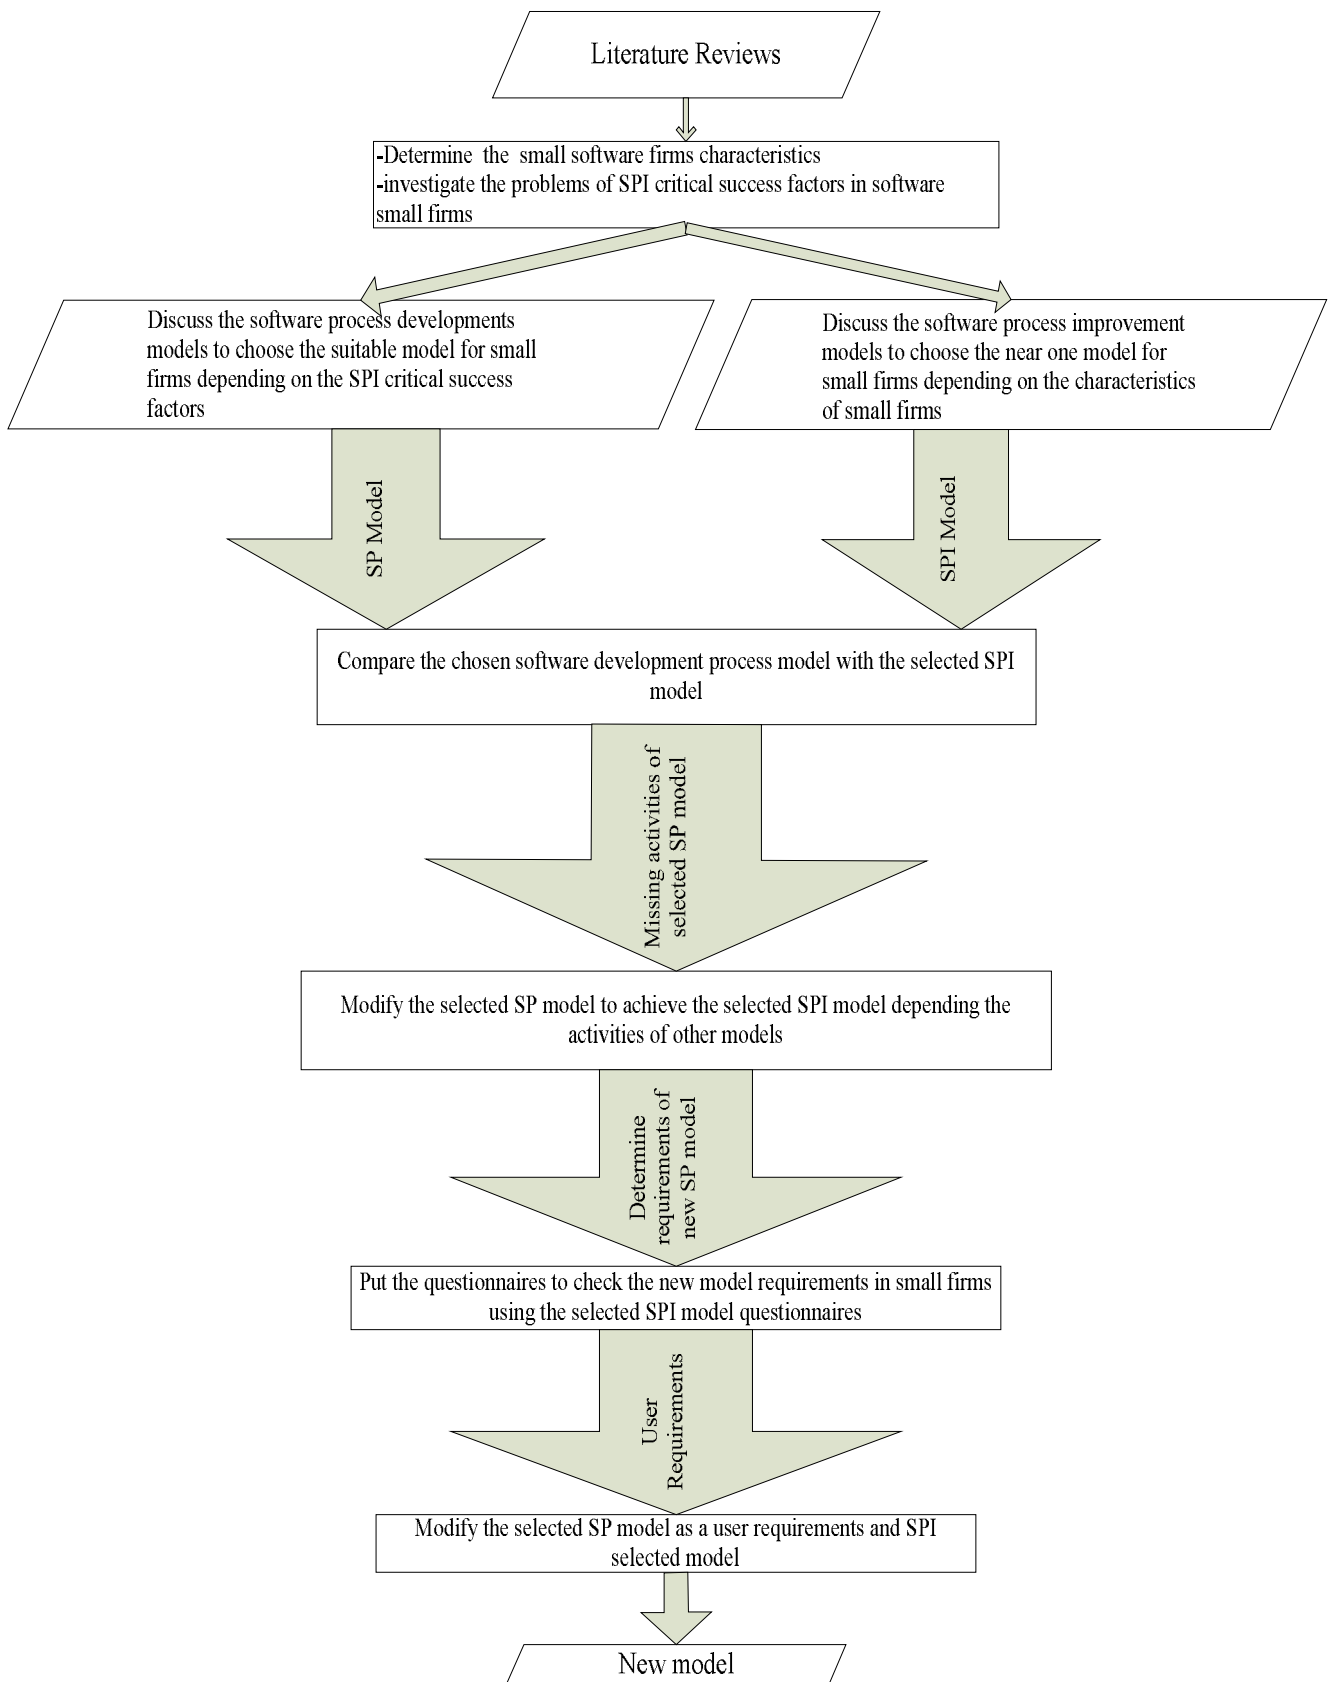 Literature Reviews
-Determine the small software firms characteristics
-investigate the problems of SPI critical success factors in software
small firms
Discuss the software process developments
models to choose the suitable model for small
firms depending on the SPI critical success
factors
Discuss the software process improvement
models to choose the near one model for
small firms depending on the characteristics
of small firms
SP Model
SPI Model
Compare the chosen software development process model with the selected SPI
model
Missing activities of
selected SP model
Modify the selected SP model to achieve the selected SPI model depending the
activities of other models
Determine
requirements of
new SP model
Put the questionnaires to check the new model requirements in small firms
using the selected SPI model questionnaires
User
Requirements
Modify the selected SP model as a user requirements and SPI
selected model
New model